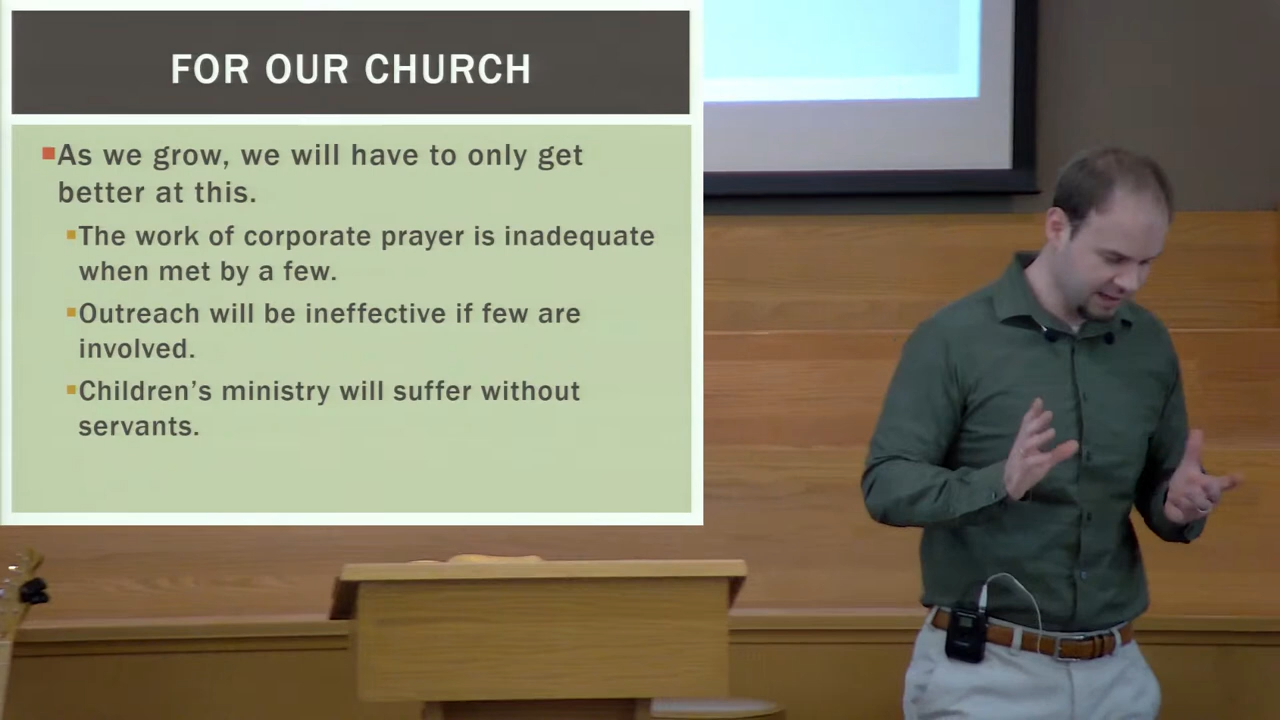 FOR OUR CHURCH
As we grow, we will have to only get
better at this.
The work of corporate prayer is inadequate
when met by a few.
Outreach will be ineffective if few are
involved.
Children’s ministry will suffer without
servants.